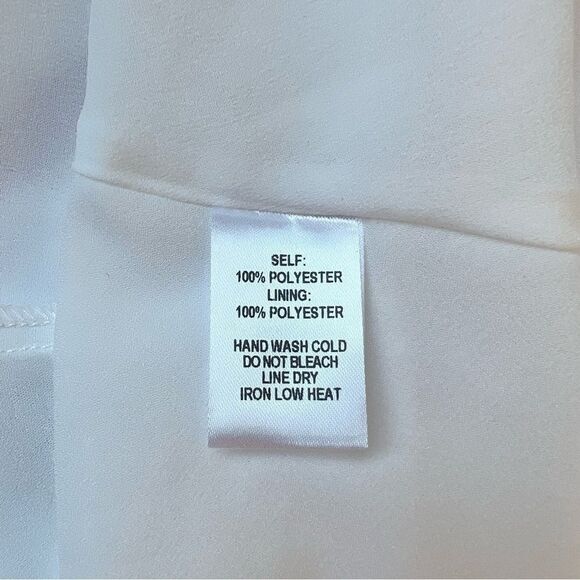 SELF:
100% POLYESTER
LINING:
100% POLYESTER
HAND WASH COLD
DO NOT BLEACH
LINE DRY
IRON LOW HEAT